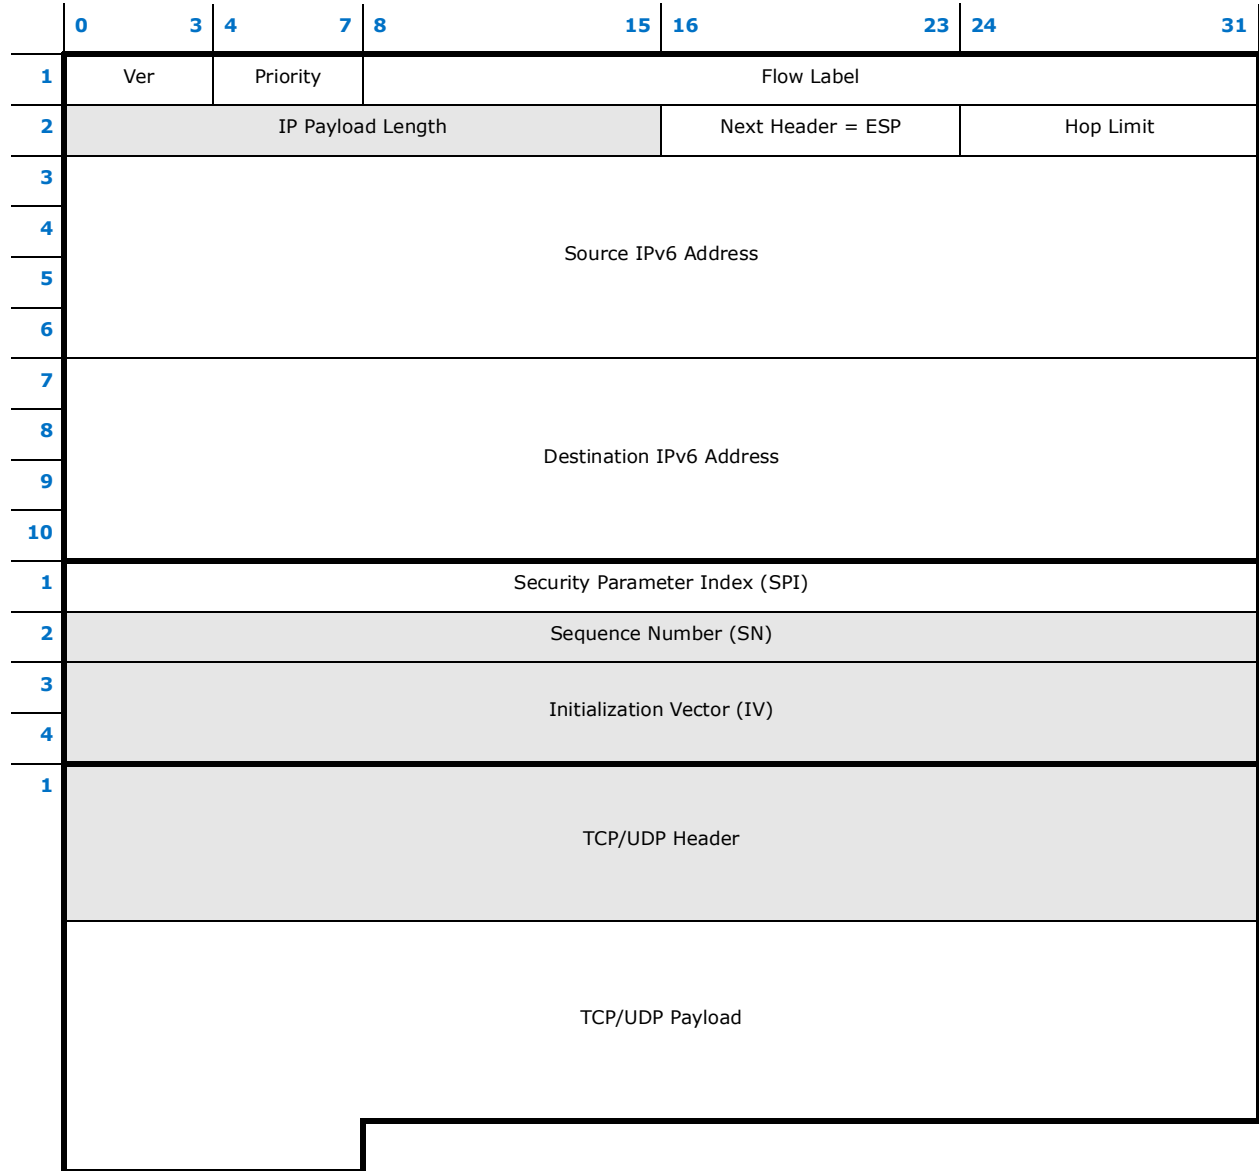 0 3 4 7 8 15 16 23 24 31
1 Ver Priority Flow Label
2 IP Payload Length Next Header = ESP Hop Limit
3
4
Source IPv6 Address
5
6
7
8
Destination IPv6 Address
9
10
1 Security Parameter Index (SPI)
2 Sequence Number (SN)
3
Initialization Vector (IV)
4
1
TCP/UDP Header
TCP/UDP Payload